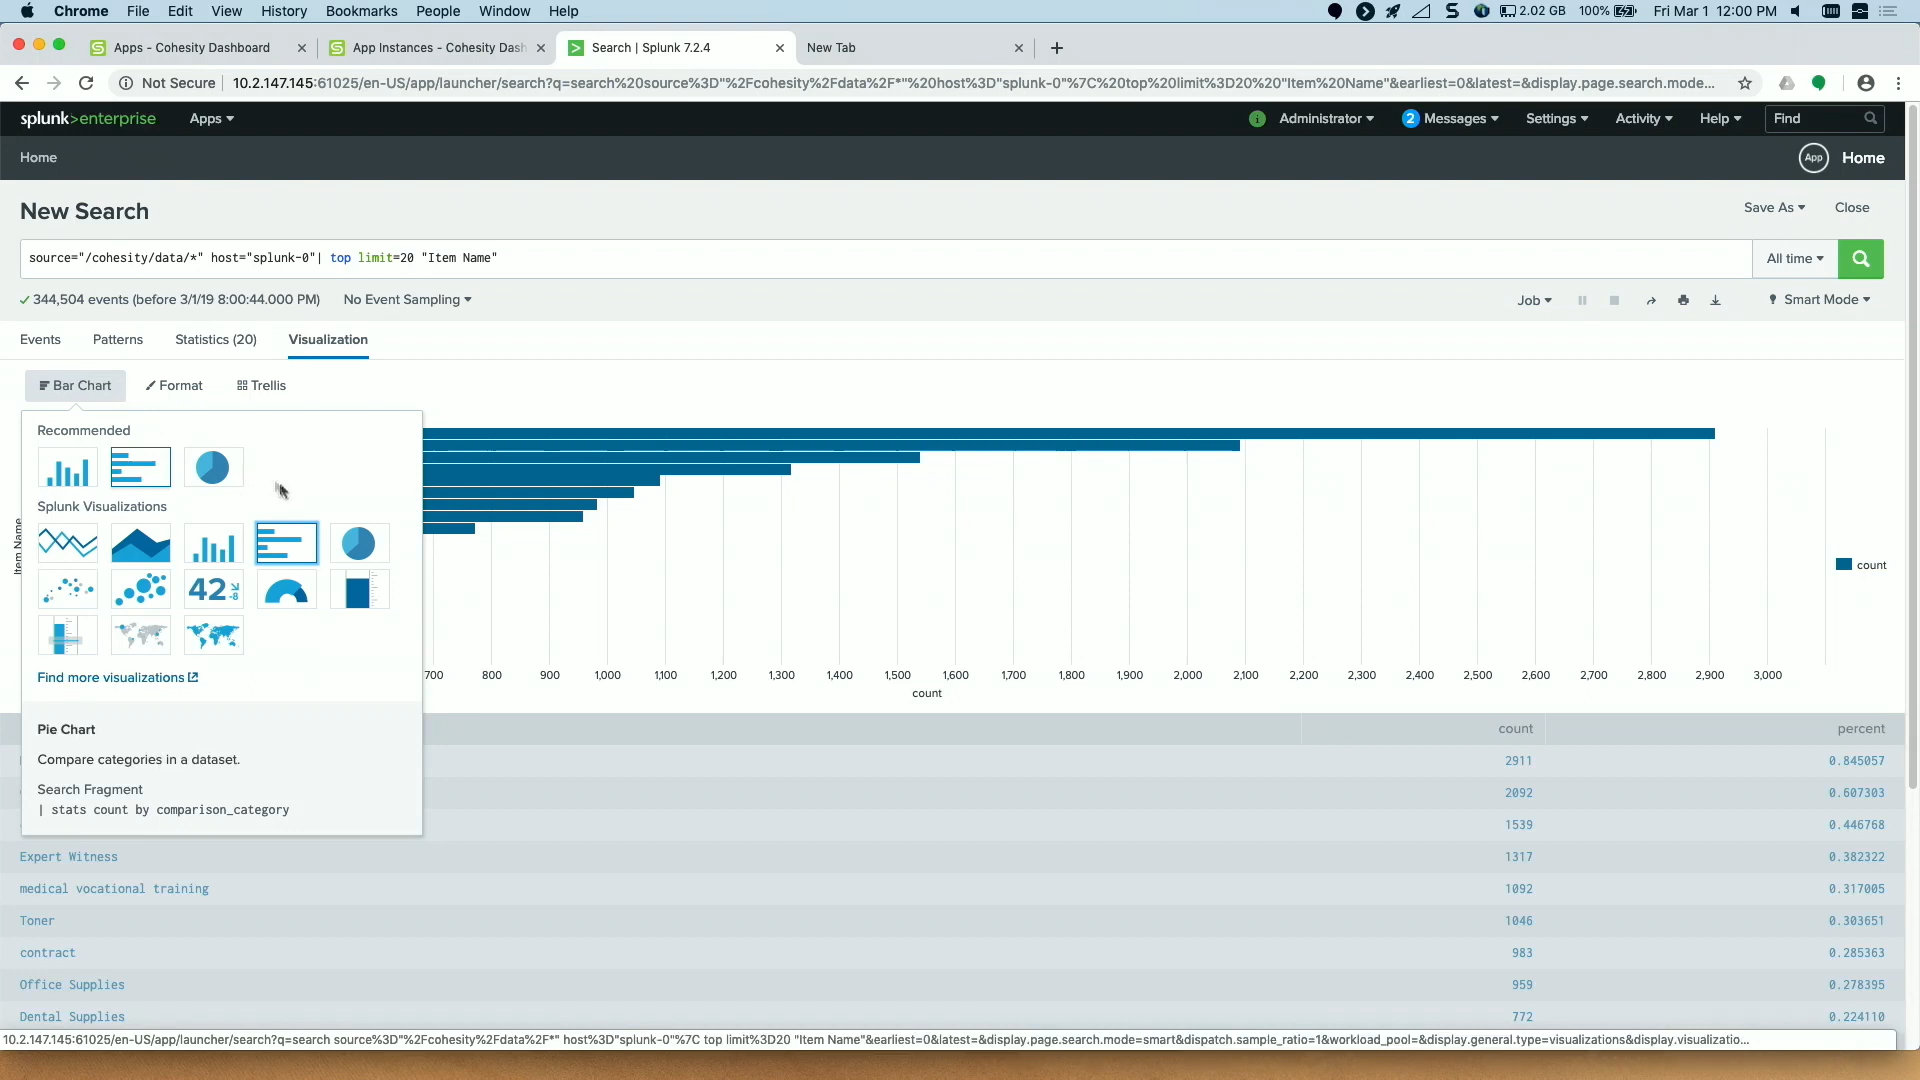 Chrome File Edit View History Bookmarks People Window Help 2.02 GB 100% Fri Mar 1 12:00 PM
Apps - Cohesity Dashboard App Instances - Cohesity Dash Search | Splunk 7.2.4 New Tab
Not Secure 10.2.147.145:61025/en-US/app/launcher/search?q=search%20source%3D"%2Fcohesity%2Fdata%2F*"%20host%3D"splunk-0"%7C%20top%20limit%3D20%20"Item%20Name"&earliest=0&latest=&display.page.search.mode...
splunk>enterprise Apps i Administrator 2 Messages Settings Activity Help Find
Home App Home
New Search Save As Close
source="/cohesity/data/*" host="splunk-0"| top limit=20 "Item Name" All time
344,504 events (before 3/1/19 8:00:44.000 PM) No Event Sampling Job Smart Mode
Events Patterns Statistics (20) Visualization
Bar Chart Format Trellis
Recommended
Splunk Visualizations
Item Name
42
-8
count
Find more visualizations
700 800 900 1,000 1,100 1,200 1,300 1,400 1,500 1,600 1,700 1,800 1,900 2,000 2,100 2,200 2,300 2,400 2,500 2,600 2,700 2,800 2,900 3,000
count
Pie Chart
Compare categories in a dataset.
Search Fragment
| stats count by comparison_category
count percent
2911 0.845057
2092 0.607303
1539 0.446768
Expert Witness 1317 0.382322
medical vocational training 1092 0.317005
Toner 1046 0.303651
contract 983 0.285363
Office Supplies 959 0.278395
Dental Supplies 772 0.224110
10.2.147.145:61025/en-US/app/launcher/search?q=search source%3D"%2Fcohesity%2Fdata%2F*" host%3D"splunk-0"%7C top limit%3D20 "Item Name"&earliest=0&latest=&display.page.search.mode=smart&dispatch.sample_ratio=1&workload_pool=&display.general.type=visualizations&display.visualizatio...